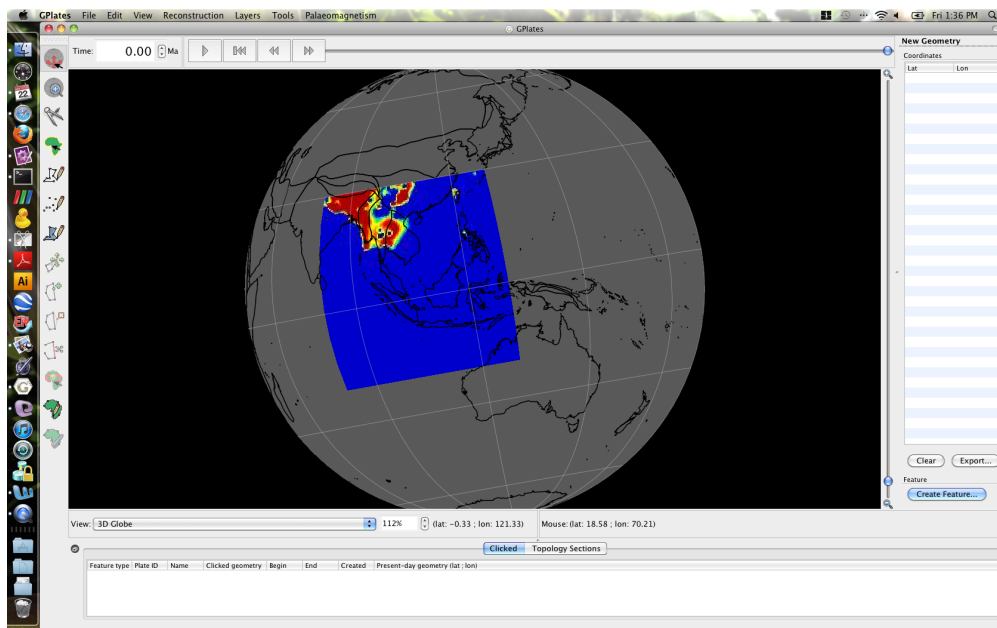 GPlates File Edit View Reconstruction Layers Tools Palaeomagnetism Fri 1:36 PM
GPlates
Time: 0.00 Ma
New Geometry
Coordinates
Lat Lon
22
Ai
Clear Export...
Feature
Create Feature...
View: 3D Globe 112% (lat: -0.33 ; lon: 121.33) Mouse: (lat: 18.58 ; lon: 70.21)
Clicked Topology Sections
Feature type Plate ID Name Clicked geometry Begin End Created Present-day geometry (lat ; lon)